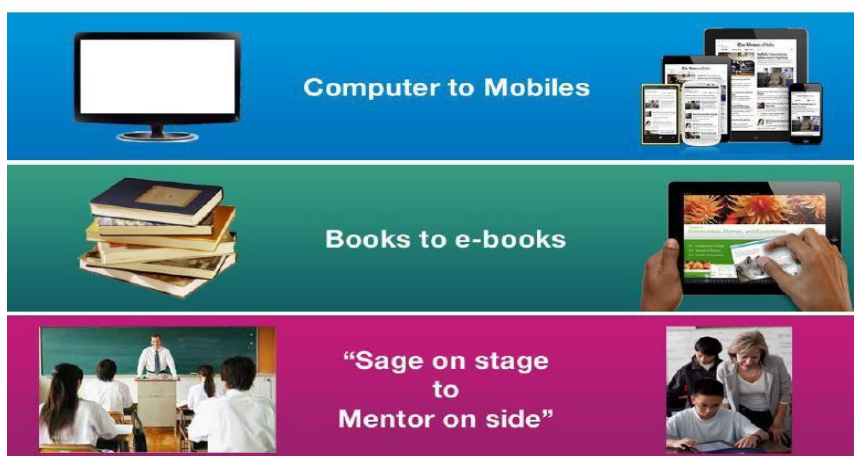 Computer to Mobiles
Books to e-books
“Sage on stage
to
Mentor on side”